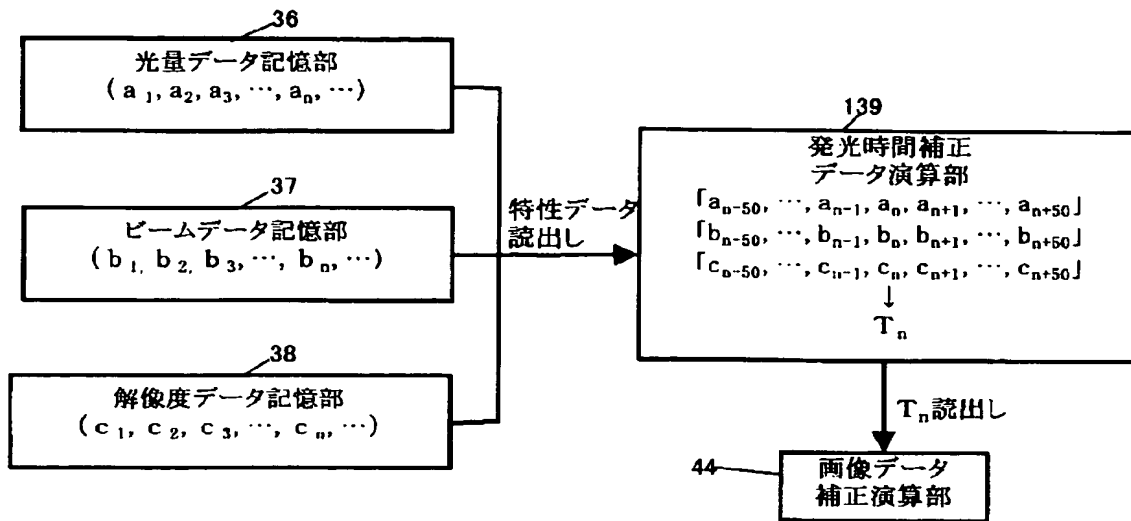 36
光量データ記憶部
(a₁, a₂, a₃, …, aₙ, …)
37
ビームデータ記憶部
(b₁, b₂, b₃, …, bₙ, …)
38
解像度データ記憶部
(c₁, c₂, c₃, …, cₙ, …)
特性データ
読出し
139
発光時間補正
データ演算部
「aₙ₋₅₀, …, aₙ₋₁, aₙ, aₙ₊₁, …, aₙ₊₅₀」
「bₙ₋₅₀, …, bₙ₋₁, bₙ, bₙ₊₁, …, bₙ₊₅₀」
「cₙ₋₅₀, …, cₙ₋₁, cₙ, cₙ₊₁, …, cₙ₊₅₀」
↓
Tₙ
Tₙ読出し
44
画像データ
補正演算部